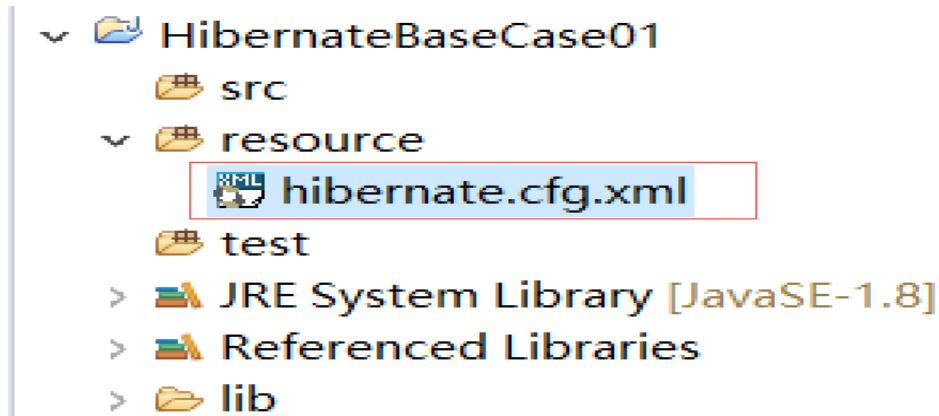 HibernateBaseCase01
src
resource
hibernate.cfg.xml
test
JRE System Library [JavaSE-1.8]
Referenced Libraries
lib